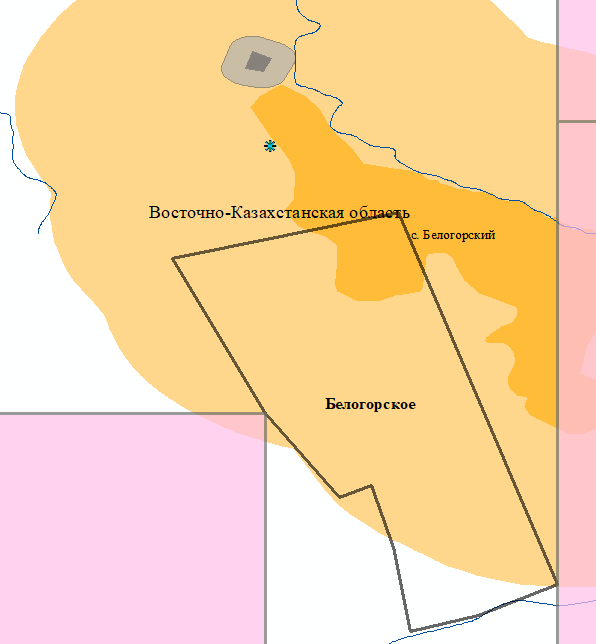 Восточно-Казахстанская область
с. Белогорский
Белогорское